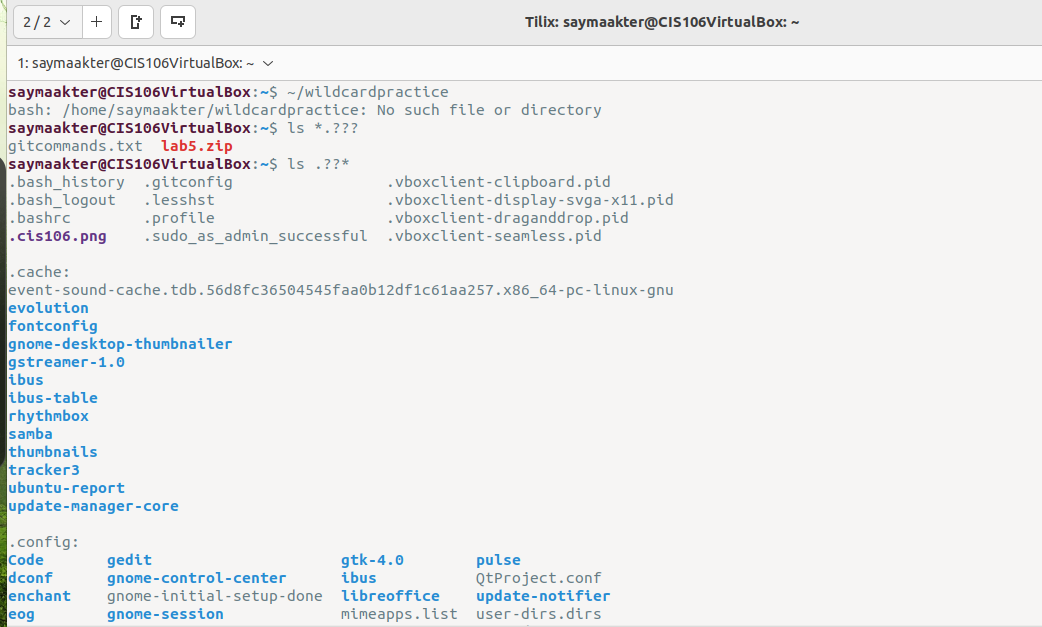 2 / 2
Tilix: saymaakter@CIS106VirtualBox: ~
1: saymaakter@CIS106VirtualBox: ~
saymaakter@CIS106VirtualBox:~$ ~/wildcardpractice
bash: /home/saymaakter/wildcardpractice: No such file or directory
saymaakter@CIS106VirtualBox:~$ ls *.???
gitcommands.txt  lab5.zip
saymaakter@CIS106VirtualBox:~$ ls .??*
.bash_history  .gitconfig                 .vboxclient-clipboard.pid
.bash_logout   .lesshst                   .vboxclient-display-svga-x11.pid
.bashrc        .profile                   .vboxclient-draganddrop.pid
.cis106.png    .sudo_as_admin_successful  .vboxclient-seamless.pid
.cache:
event-sound-cache.tdb.56d8fc36504545faa0b12df1c61aa257.x86_64-pc-linux-gnu
evolution
fontconfig
gnome-desktop-thumbnailer
gstreamer-1.0
ibus
ibus-table
rhythmbox
samba
thumbnails
tracker3
ubuntu-report
update-manager-core
.config:
Code       gedit                     gtk-4.0        pulse
dconf      gnome-control-center      ibus           QtProject.conf
enchant    gnome-initial-setup-done  libreoffice    update-notifier
eog        gnome-session             mimeapps.list  user-dirs.dirs